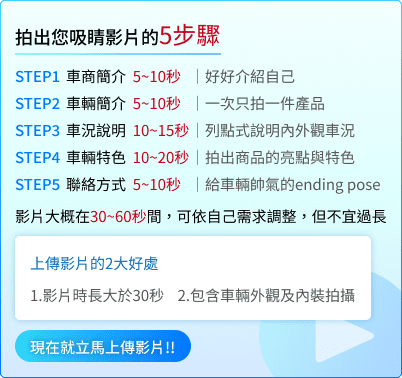 拍出您吸睛影片的5步驟
STEP1 車商簡介 5~10秒 ｜好好介紹自己
STEP2 車輛簡介 5~10秒 ｜一次只拍一件產品
STEP3 車況說明 10~15秒｜列點式說明內外觀車況
STEP4 車輛特色 10~20秒｜拍出商品的亮點與特色
STEP5 聯絡方式 5~10秒 ｜給車輛帥氣的ending pose
影片大概在30~60秒間，可依自己需求調整，但不宜過長
上傳影片的2大好處
1.影片時長大於30秒 2.包含車輛外觀及內裝拍攝
現在就立馬上傳影片!!